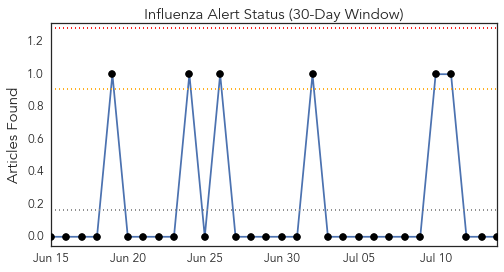 Influenza Alert Status (30-Day Window)
1.2
1.0
0.8
0.6
0.4
0.2
0.0
Articles Found
Jun 15 Jun 20 Jun 25 Jun 30 Jul 05 Jul 10